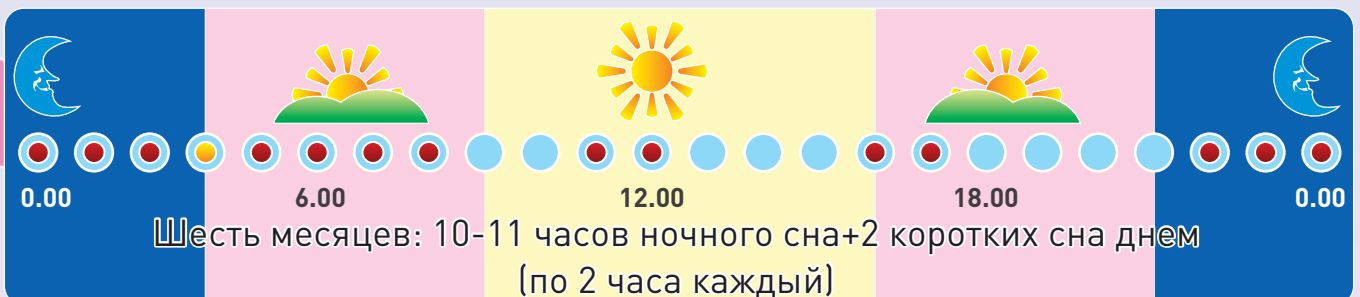 0.00 6.00 12.00 18.00 0.00
Шесть месяцев: 10-11 часов ночного сна+2 коротких сна днем
(по 2 часа каждый)